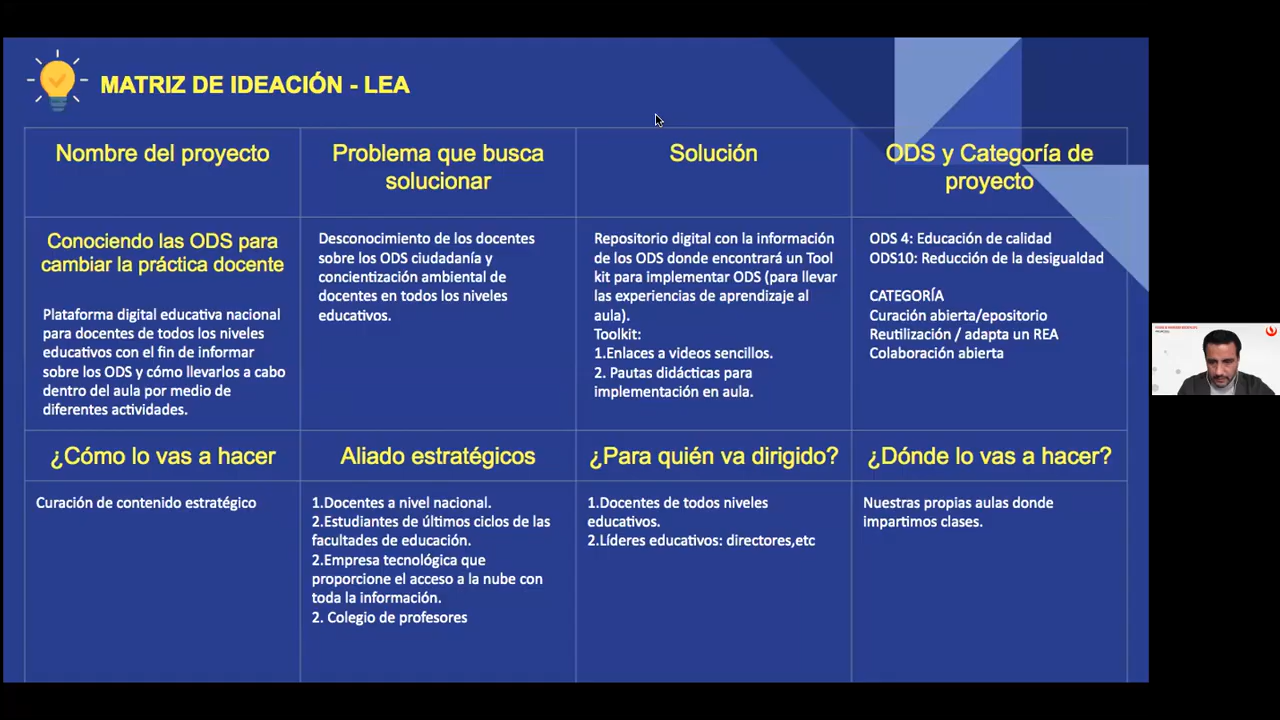 MATRIZ DE IDEACIÓN - LEA
Nombre del proyecto
Problema que busca
solucionar
Solución
ODS y Categoría de
proyecto
Conociendo las ODS para
cambiar la práctica docente
Plataforma digital educativa nacional
para docentes de todos los niveles
educativos con el fin de informar
sobre los ODS y cómo llevarlos a cabo
dentro del aula por medio de
diferentes actividades.
Desconocimiento de los docentes
sobre los ODS ciudadanía y
concientización ambiental de
docentes en todos los niveles
educativos.
Repositorio digital con la información
de los ODS donde encontrará un Tool
kit para implementar ODS (para llevar
las experiencias de aprendizaje al
aula).
Toolkit:
1.Enlaces a videos sencillos.
2. Pautas didácticas para
implementación en aula.
ODS 4: Educación de calidad
ODS10: Reducción de la desigualdad
CATEGORÍA
Curación abierta/epositorio
Reutilización / adapta un REA
Colaboración abierta
¿Cómo lo vas a hacer
Aliado estratégicos
¿Para quién va dirigido?
¿Dónde lo vas a hacer?
Curación de contenido estratégico
1.Docentes a nivel nacional.
2.Estudiantes de últimos ciclos de las
facultades de educación.
2.Empresa tecnológica que
proporcione el acceso a la nube con
toda la información.
2. Colegio de profesores
1.Docentes de todos niveles
educativos.
2.Líderes educativos: directores,etc
Nuestras propias aulas donde
impartimos clases.